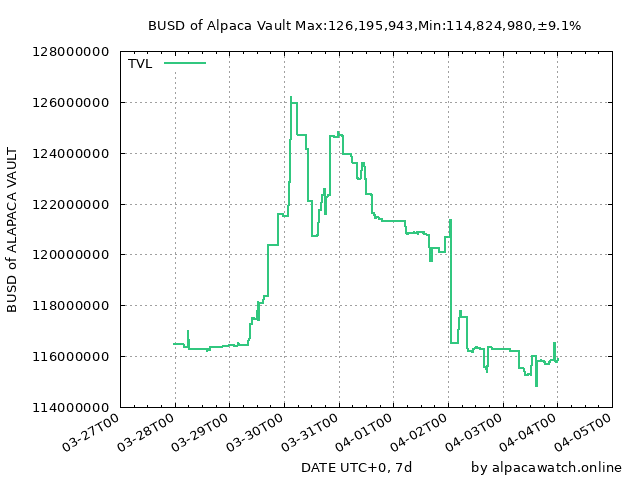 BUSD of Alpaca Vault Max:126,195,943,Min:114,824,980,±9.1%
TVL
128000000
126000000
124000000
122000000
120000000
118000000
116000000
114000000
BUSD of ALAPACA VAULT
03-27T00
03-28T00
03-29T00
03-30T00
03-31T00
04-01T00
04-02T00
04-03T00
04-04T00
04-05T00
DATE UTC+0, 7d
by alpacawatch.online